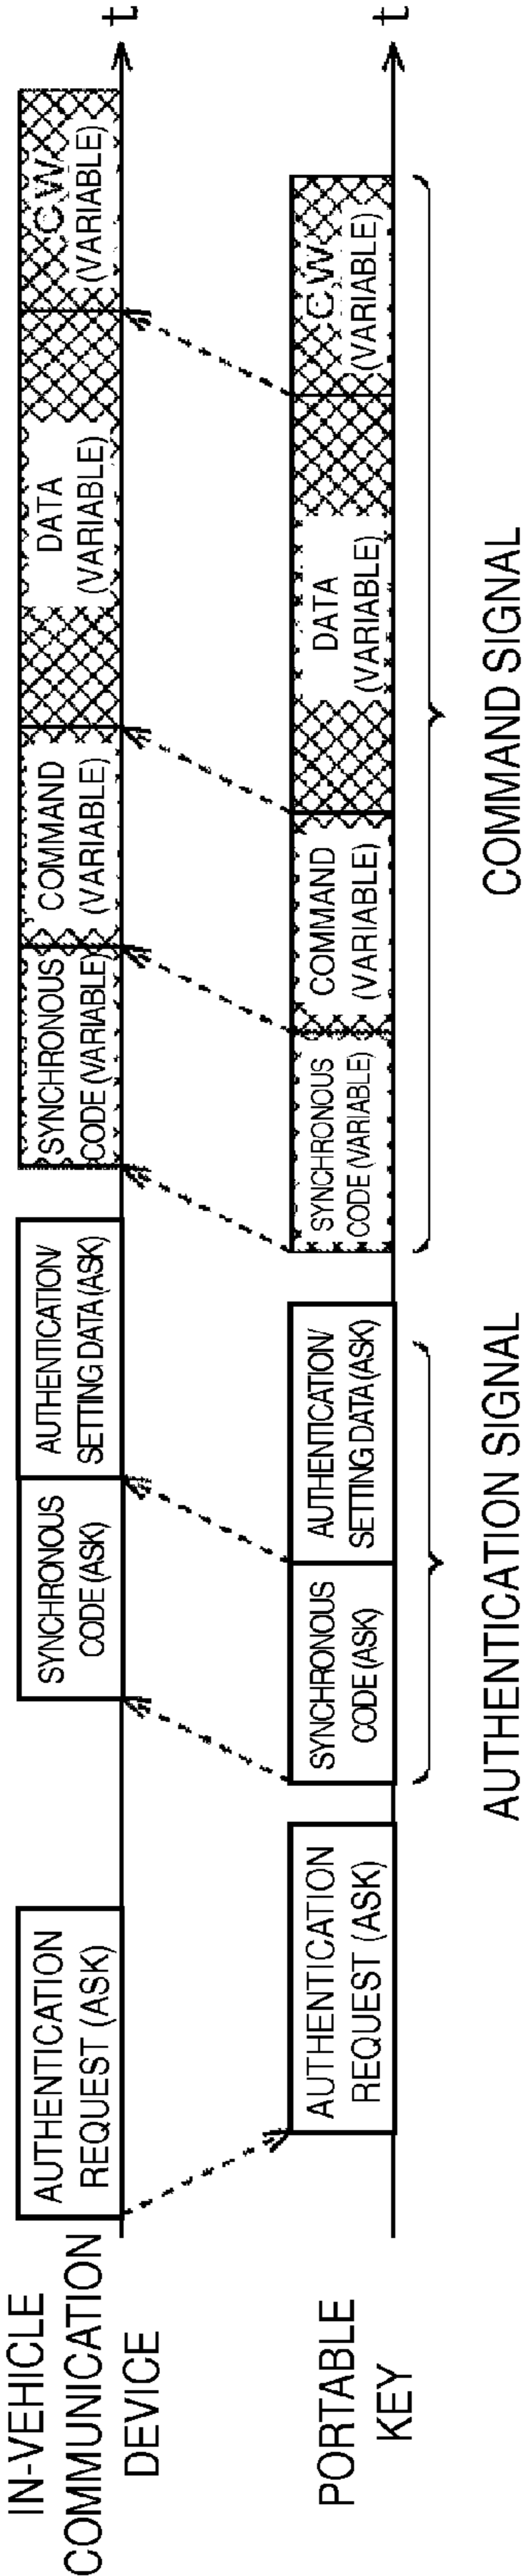 IN-VEHICLE
COMMUNICATION
DEVICE
AUTHENTICATION
REQUEST (ASK)
SYNCHRONOUS
CODE (ASK)
AUTHENTICATION/
SETTING DATA (ASK)
SYNCHRONOUS
CODE (VARIABLE)
COMMAND
(VARIABLE)
DATA
(VARIABLE)
CW
(VARIABLE)
t
PORTABLE
KEY
AUTHENTICATION
REQUEST (ASK)
SYNCHRONOUS
CODE (ASK)
AUTHENTICATION/
SETTING DATA (ASK)
SYNCHRONOUS
CODE (VARIABLE)
COMMAND
(VARIABLE)
DATA
(VARIABLE)
CW
(VARIABLE)
t
AUTHENTICATION SIGNAL
COMMAND SIGNAL